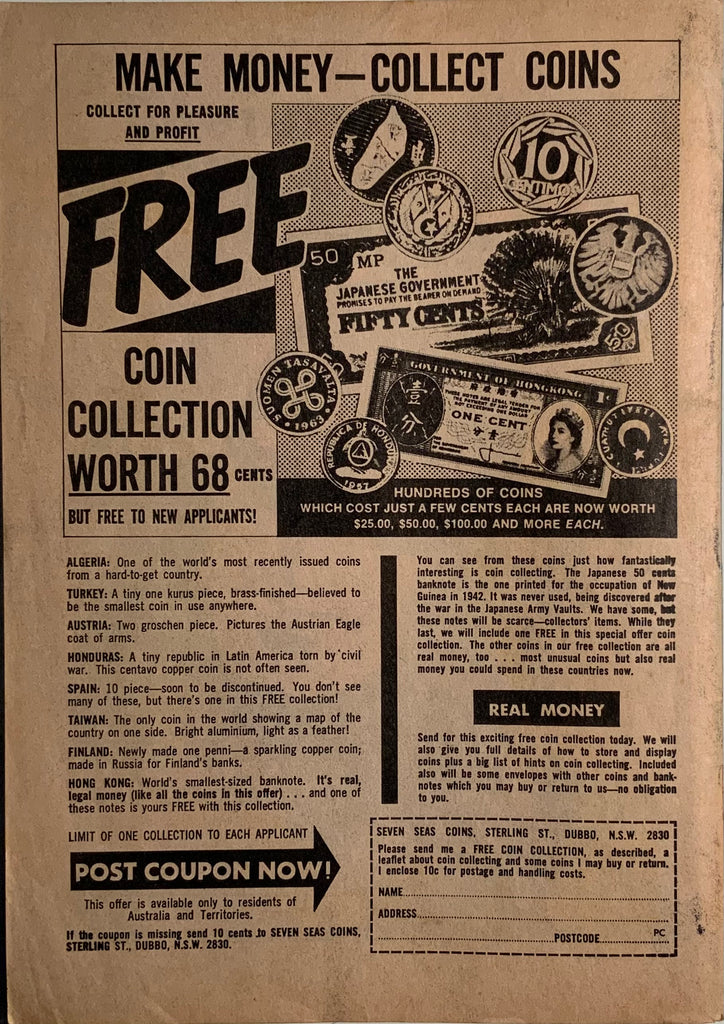 MAKE MONEY—COLLECT COINS
COLLECT FOR PLEASURE
AND PROFIT
FREE
COIN
COLLECTION
WORTH 68 CENTS
BUT FREE TO NEW APPLICANTS!
10
CENTIMOS
50
MP
THE
JAPANESE GOVERNMENT
PROMISES TO PAY THE BEARER ON DEMAND
FIFTY CENTS
50
SUOMEN TASAVALTA
1963
GOVERNMENT OF HONGKONG
1
壹
分
ONE CENT
REPUBLICA DE HONDURAS
1957
HUNDREDS OF COINS
WHICH COST JUST A FEW CENTS EACH ARE NOW WORTH
$25.00, $50.00, $100.00 AND MORE EACH.
ALGERIA: One of the world's most recently issued coins
from a hard-to-get country.
TURKEY: A tiny one kurus piece, brass-finished—believed to
be the smallest coin in use anywhere.
AUSTRIA: Two groschen piece. Pictures the Austrian Eagle
coat of arms.
HONDURAS: A tiny republic in Latin America torn by civil
war. This centavo copper coin is not often seen.
SPAIN: 10 piece—soon to be discontinued. You don't see
many of these, but there's one in this FREE collection!
TAIWAN: The only coin in the world showing a map of the
country on one side. Bright aluminium, light as a feather!
FINLAND: Newly made one penni—a sparkling copper coin;
made in Russia for Finland's banks.
HONG KONG: World's smallest-sized banknote. It's real,
legal money (like all the coins in this offer) . . . and one of
these notes is yours FREE with this collection.
LIMIT OF ONE COLLECTION TO EACH APPLICANT
POST COUPON NOW!
This offer is available only to residents of
Australia and Territories.
If the coupon is missing send 10 cents to SEVEN SEAS COINS,
STERLING ST., DUBBO, N.S.W. 2830.
You can see from these coins just how fantastically
interesting is coin collecting. The Japanese 50 cents
banknote is the one printed for the occupation of New
Guinea in 1942. It was never used, being discovered after
the war in the Japanese Army Vaults. We have some, but
these notes will be scarce—collectors' items. While they
last, we will include one FREE in this special offer coin
collection. The other coins in our free collection are all
real money, too . . . most unusual coins but also real
money you could spend in these countries now.
REAL MONEY
Send for this exciting free coin collection today. We will
also give you full details of how to store and display
coins plus a big list of hints on coin collecting. Included
also will be some envelopes with other coins and bank-
notes which you may buy or return to us—no obligation
to you.
SEVEN SEAS COINS, STERLING ST., DUBBO, N.S.W. 2830
Please send me a FREE COIN COLLECTION, as described, a
leaflet about coin collecting and some coins I may buy or return.
I enclose 10c for postage and handling costs.
NAME
ADDRESS
POSTCODE
PC